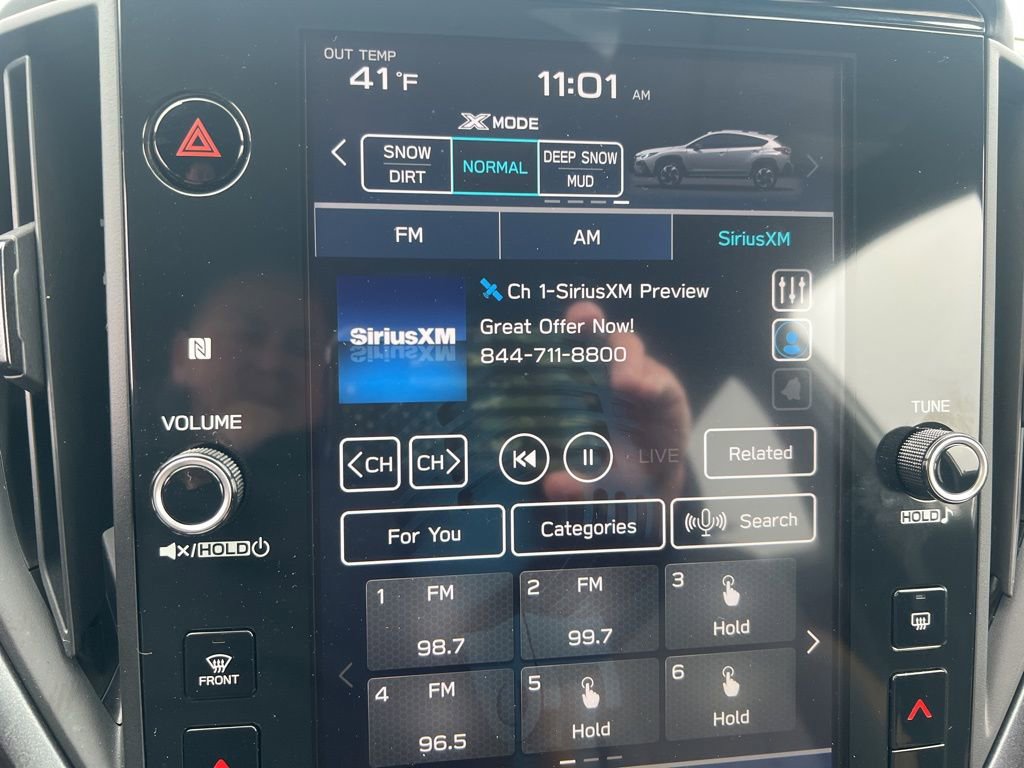 OUT TEMP
41°F
11:01 AM
X MODE
SNOW
DIRT
NORMAL
DEEP SNOW
MUD
FM
AM
SiriusXM
SiriusXM
Ch 1-SiriusXM Preview
Great Offer Now!
844-711-8800
N
VOLUME
TUNE
<CH
CH>
LIVE
Related
HOLD♪
For You
Categories
Search
×/HOLD
1 FM
98.7
2 FM
99.7
3
Hold
FRONT
4 FM
96.5
5
Hold
6
Hold